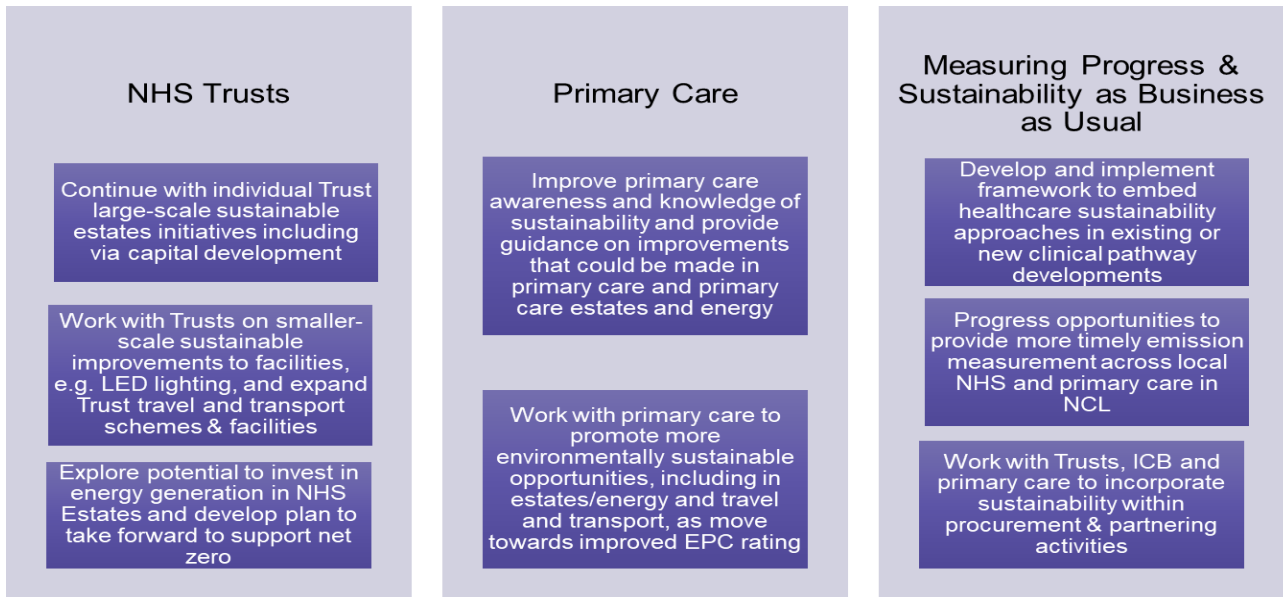 NHS Trusts
Continue with individual Trust
large-scale sustainable
estates initiatives including
via capital development
Work with Trusts on smaller-
scale sustainable
improvements to facilities,
e.g. LED lighting, and expand
Trust travel and transport
schemes & facilities
Explore potential to invest in
energy generation in NHS
Estates and develop plan to
take forward to support net
zero
Primary Care
Improve primary care
awareness and knowledge of
sustainability and provide
guidance on improvements
that could be made in
primary care and primary
care estates and energy
Work with primary care to
promote more
environmentally sustainable
opportunities, including in
estates/energy and travel
and transport, as move
towards improved EPC rating
Measuring Progress &
Sustainability as Business
as Usual
Develop and implement
framework to embed
healthcare sustainability
approaches in existing or
new clinical pathway
developments
Progress opportunities to
provide more timely emission
measurement across local
NHS and primary care in
NCL
Work with Trusts, ICB and
primary care to incorporate
sustainability within
procurement & partnering
activities